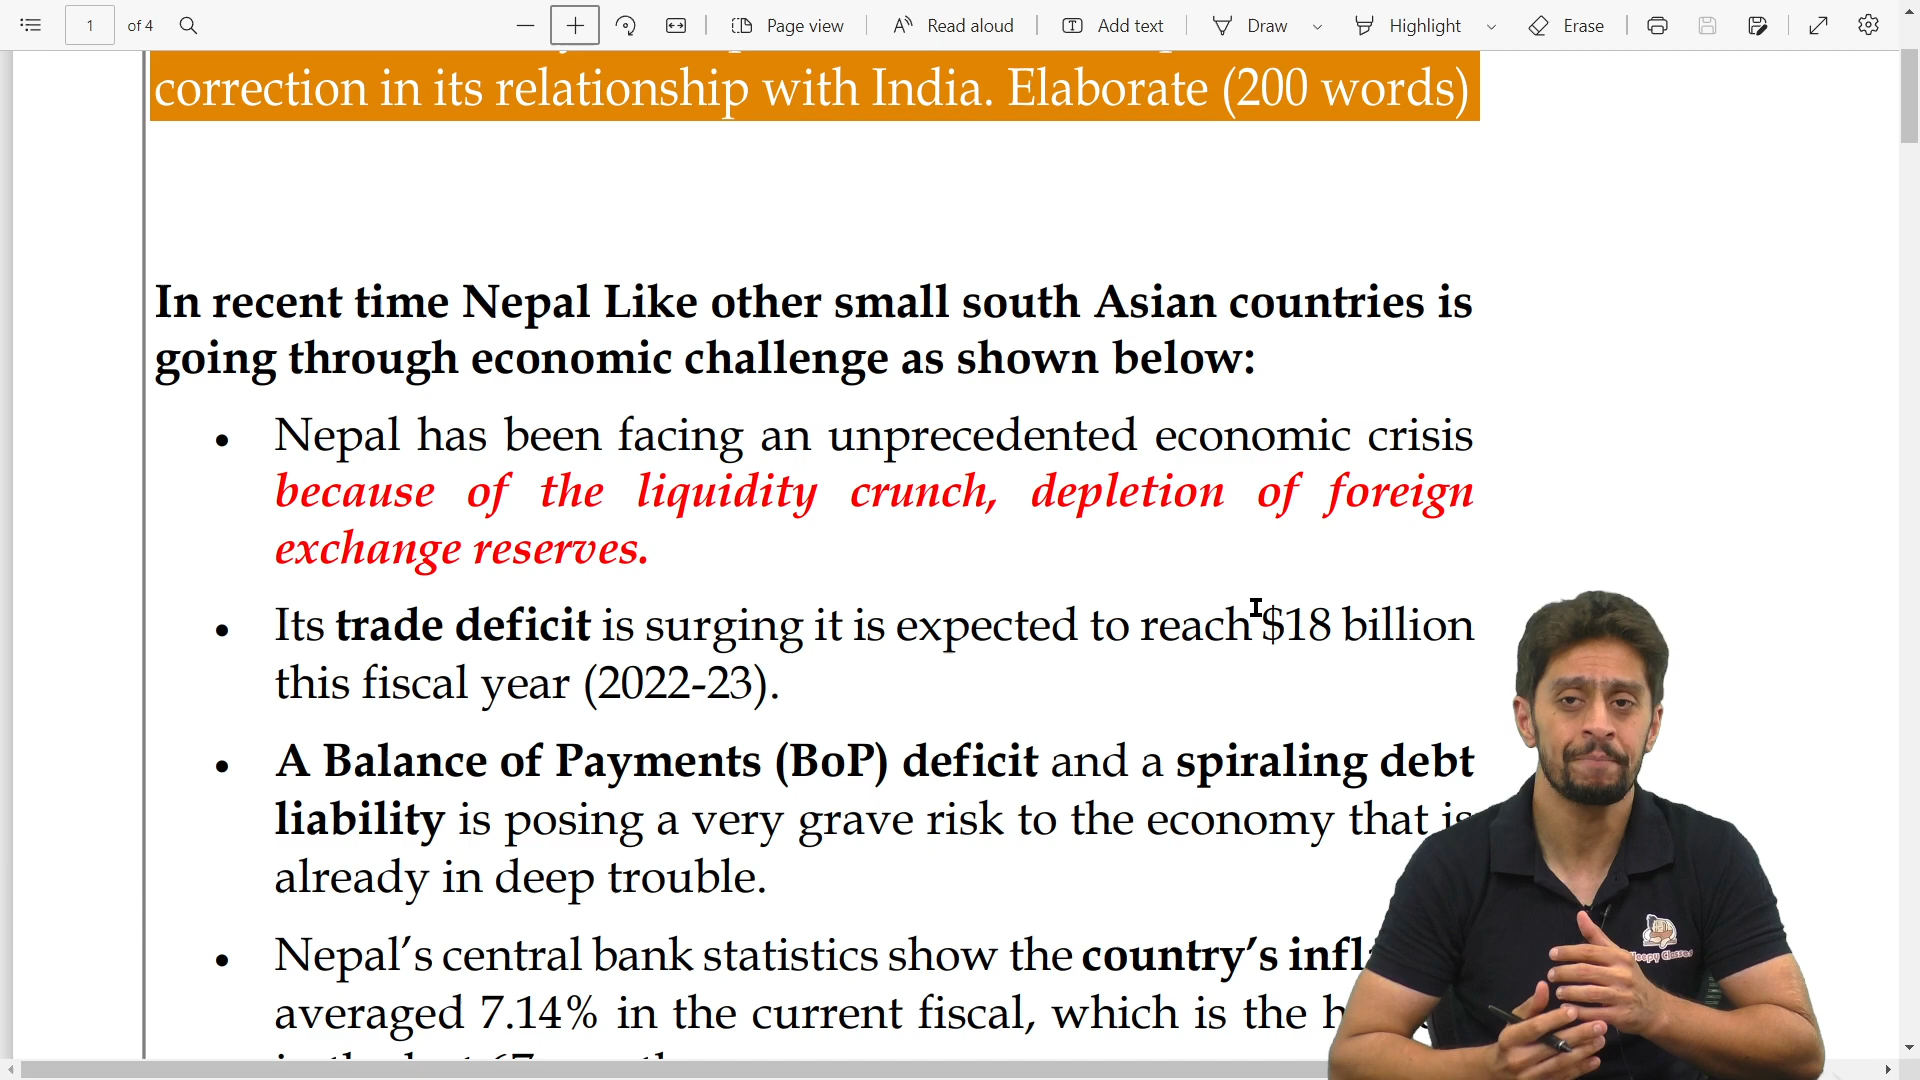 1 of 4 Page view Read aloud Add text Draw Highlight Erase
correction in its relationship with India. Elaborate (200 words)
In recent time Nepal Like other small south Asian countries is
going through economic challenge as shown below:
• Nepal has been facing an unprecedented economic crisis
because of the liquidity crunch, depletion of foreign
exchange reserves.
• Its trade deficit is surging it is expected to reach $18 billion
this fiscal year (2022-23).
• A Balance of Payments (BoP) deficit and a spiraling debt
liability is posing a very grave risk to the economy that is
already in deep trouble.
• Nepal's central bank statistics show the country's
averaged 7.14% in the current fiscal, which is the